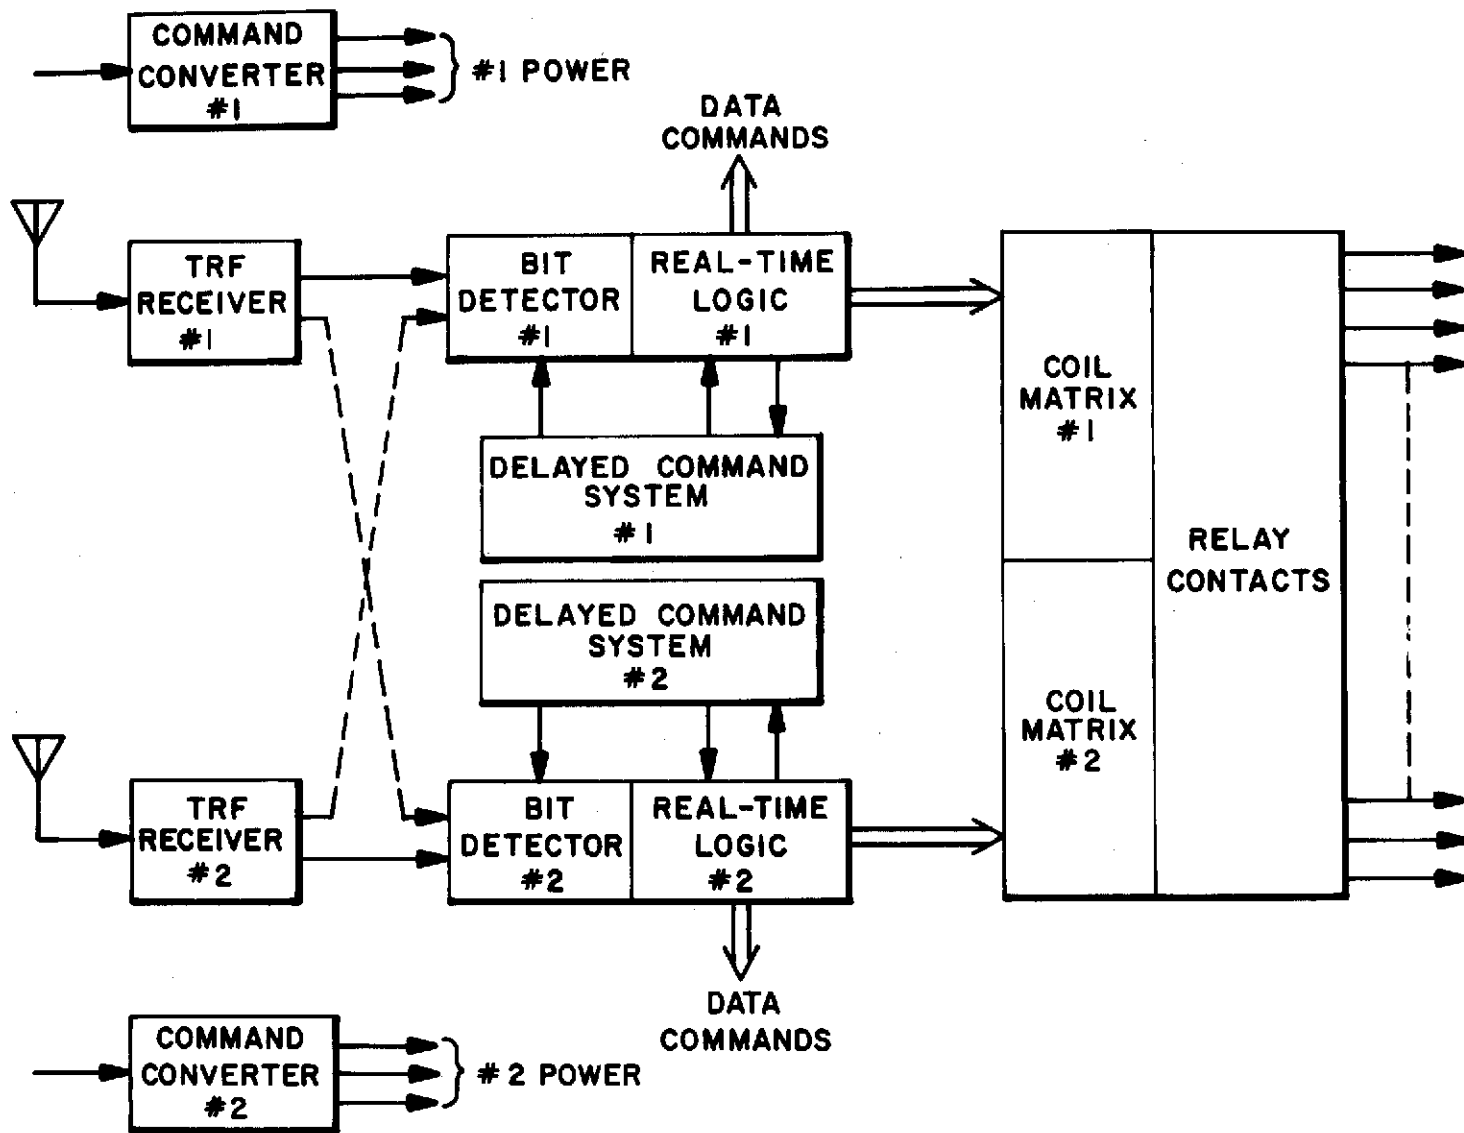 COMMAND
CONVERTER
#1
#1 POWER
DATA
COMMANDS
TRF
RECEIVER
#1
BIT
DETECTOR
#1
REAL-TIME
LOGIC
#1
DELAYED COMMAND
SYSTEM
#1
COIL
MATRIX
#1
RELAY
CONTACTS
DELAYED COMMAND
SYSTEM
#2
COIL
MATRIX
#2
TRF
RECEIVER
#2
BIT
DETECTOR
#2
REAL-TIME
LOGIC
#2
DATA
COMMANDS
COMMAND
CONVERTER
#2
#2 POWER